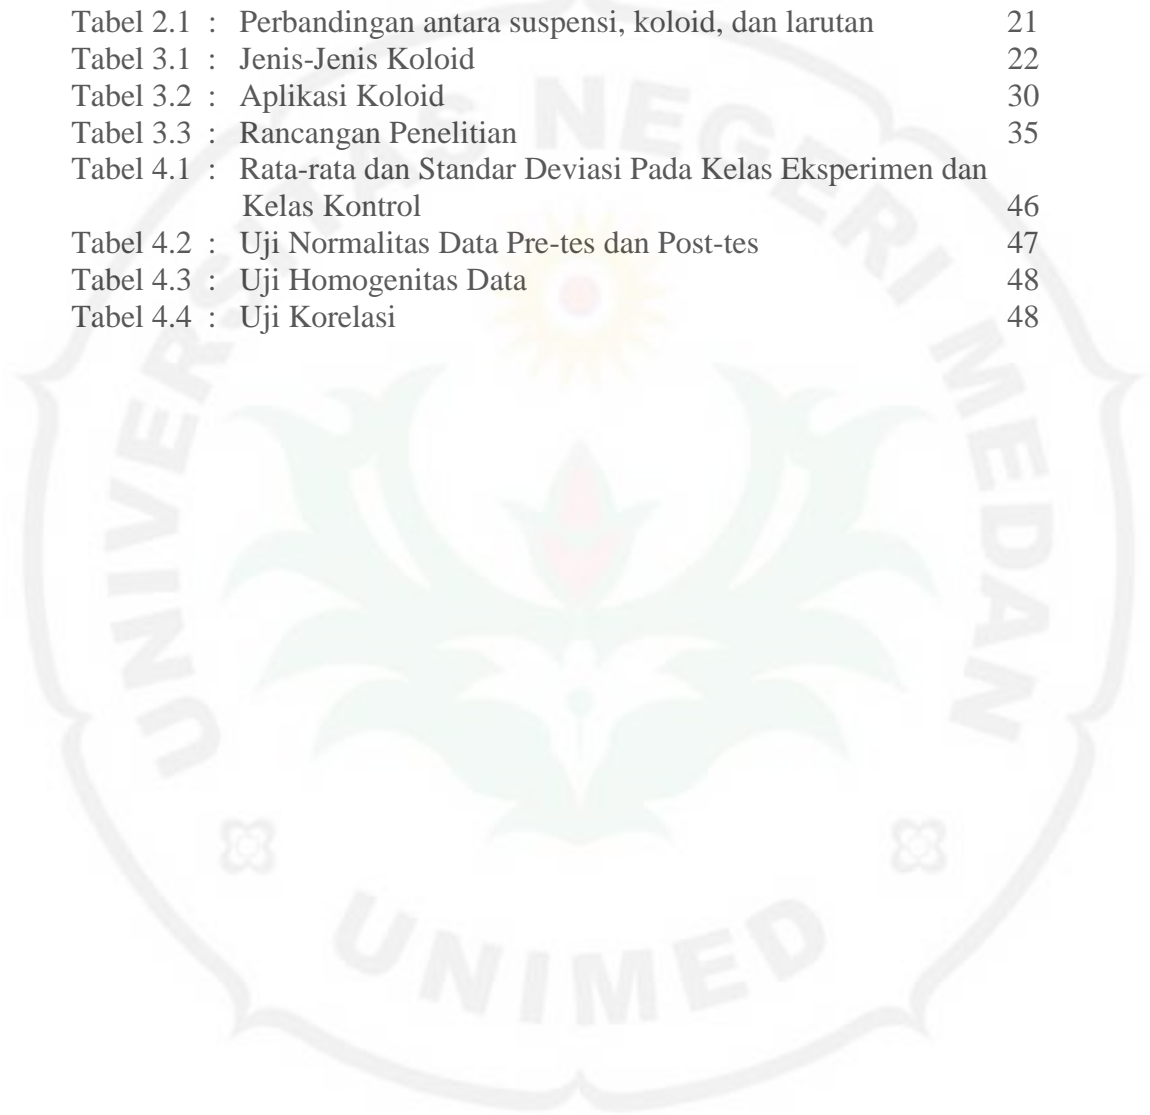 Tabel 2.1 : Perbandingan antara suspensi, koloid, dan larutan 21
Tabel 3.1 : Jenis-Jenis Koloid 22
Tabel 3.2 : Aplikasi Koloid 30
Tabel 3.3 : Rancangan Penelitian 35
Tabel 4.1 : Rata-rata dan Standar Deviasi Pada Kelas Eksperimen dan
Kelas Kontrol 46
Tabel 4.2 : Uji Normalitas Data Pre-tes dan Post-tes 47
Tabel 4.3 : Uji Homogenitas Data 48
Tabel 4.4 : Uji Korelasi 48
UNIVERSITAS NEGERI MEDAN
UNIMED